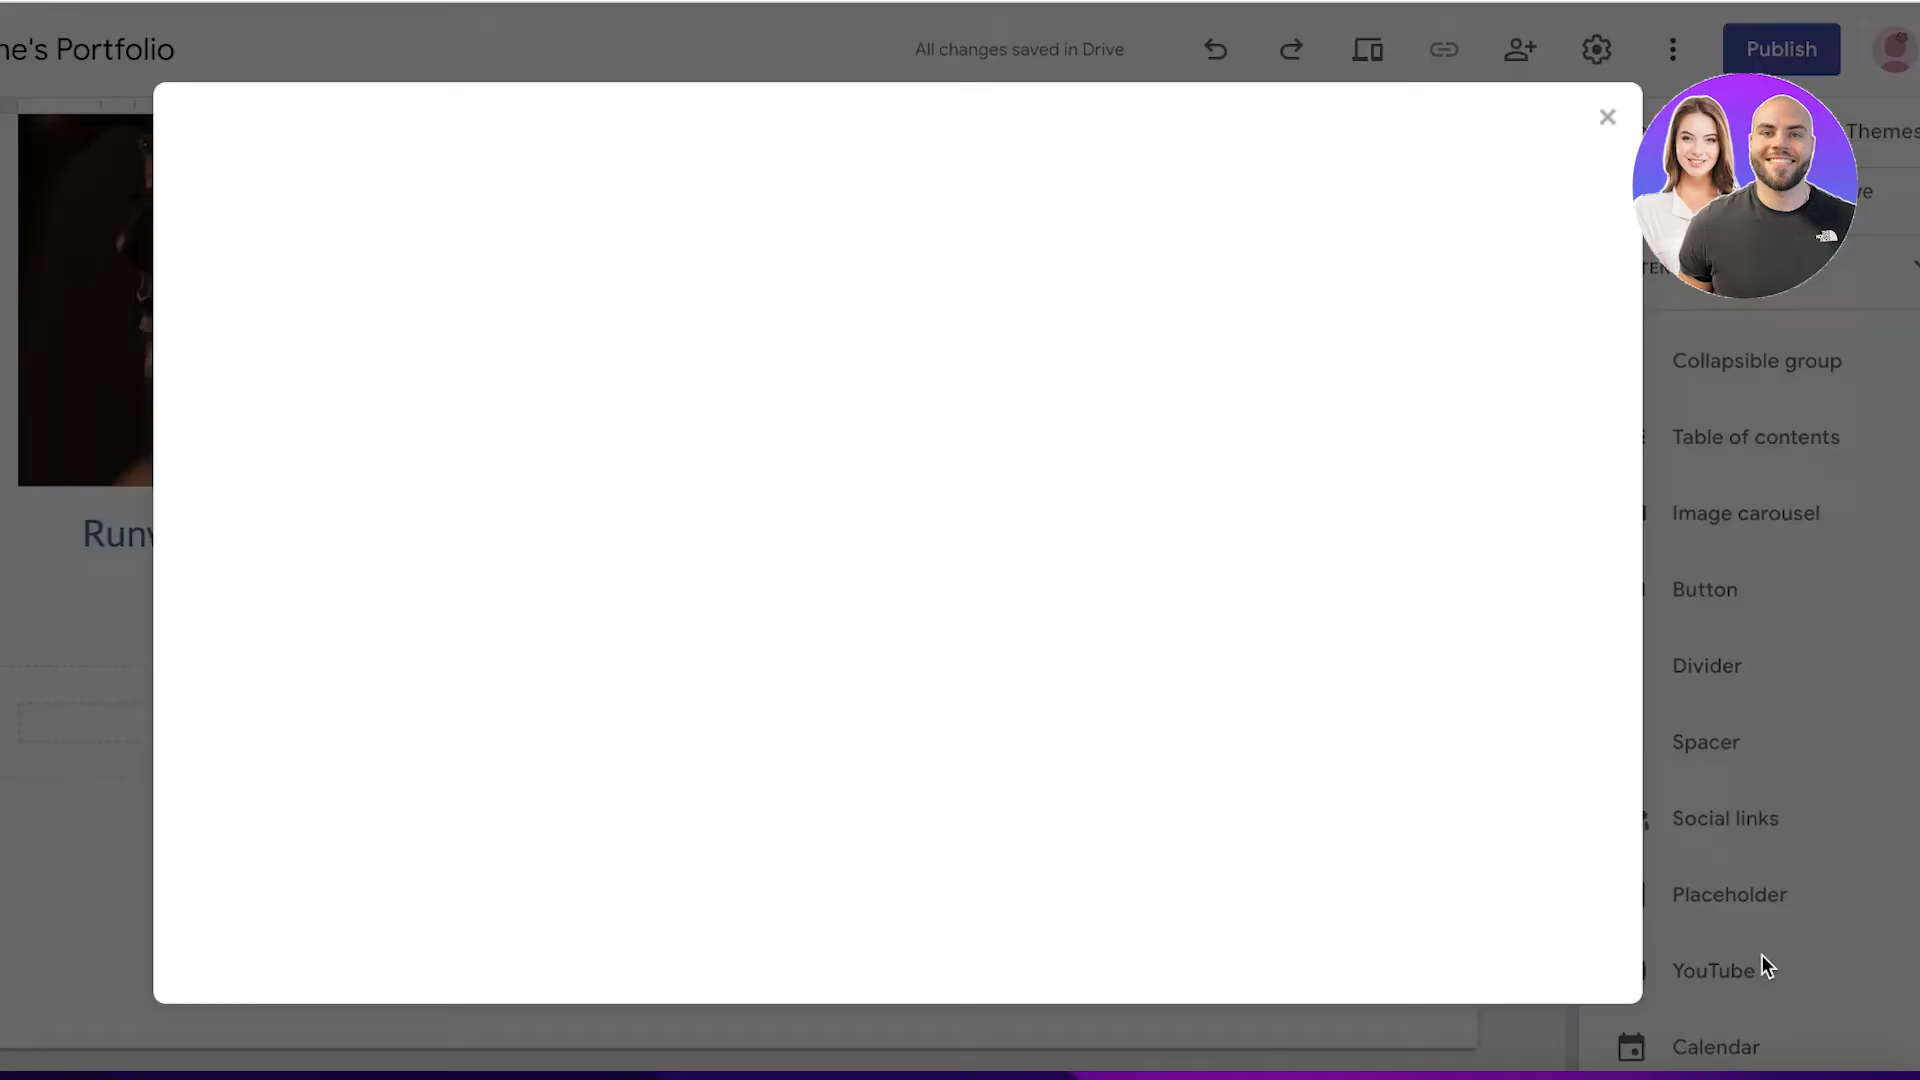 ne's Portfolio
All changes saved in Drive
Publish
Themes
Collapsible group
Table of contents
Image carousel
Button
Divider
Spacer
Social links
Placeholder
YouTube
Calendar